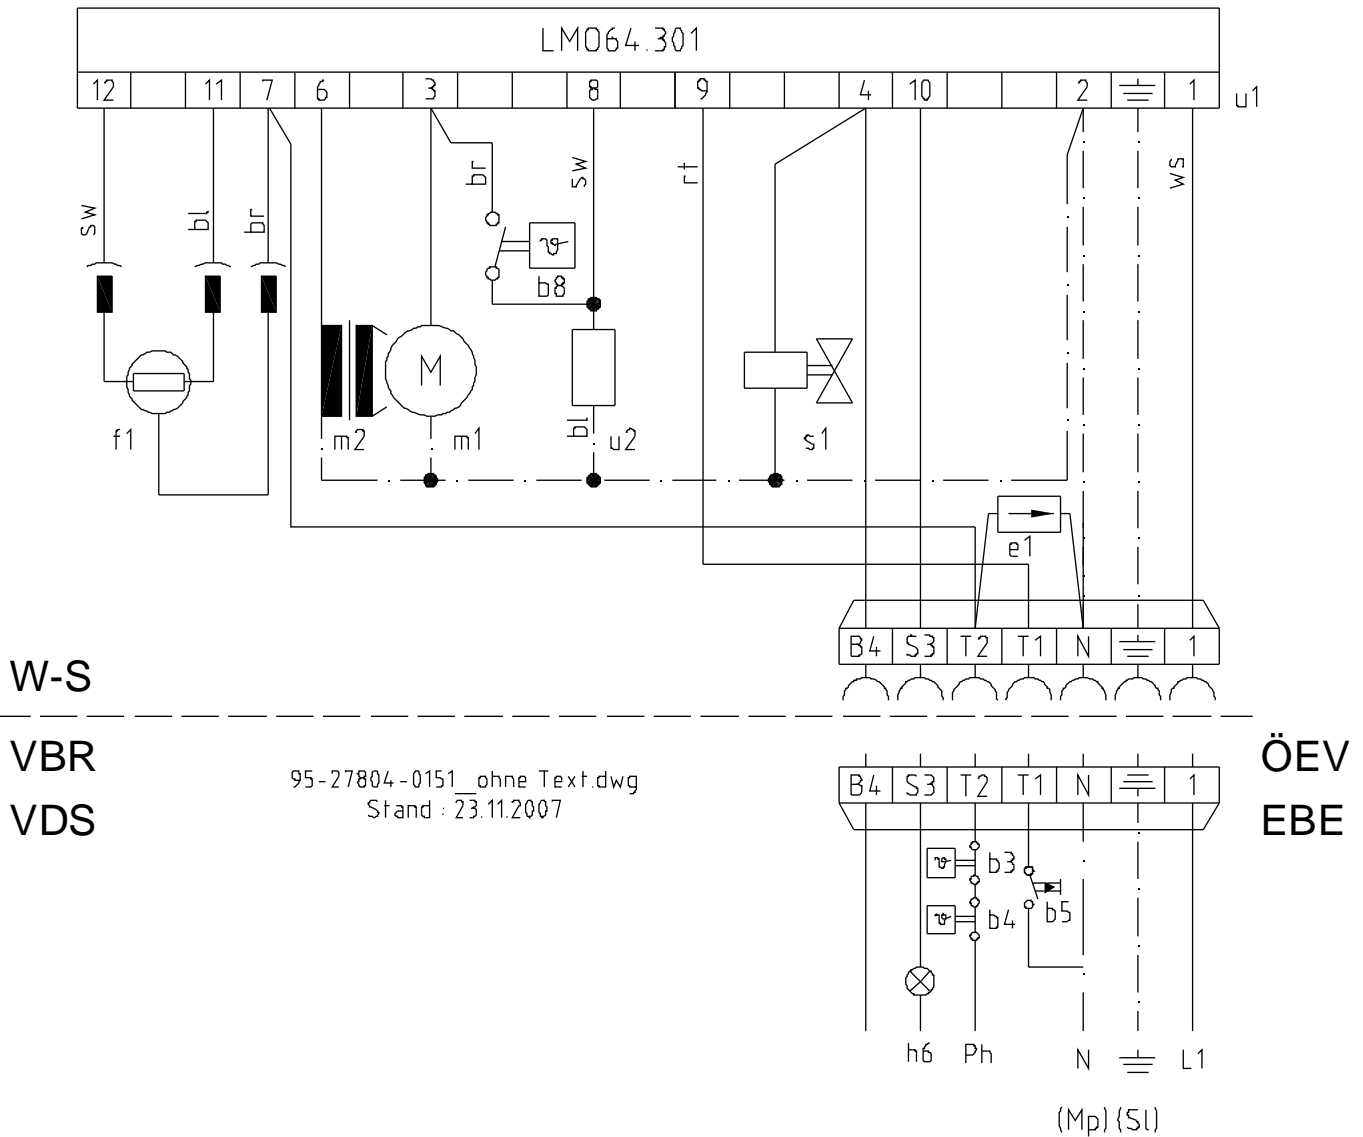 LMO64.301
12 11 7 6 3 8 9 4 10 2 1
u1
sw bl br br sw rt ws
ϑ
b8
M
f1 m2 m1 bl u2 s1
e1
B4 S3 T2 T1 N 1
W-S
VBR ÖEV
VDS EBE
95-27804-0151_ohne Text.dwg
Stand : 23.11.2007
B4 S3 T2 T1 N 1
ϑ b3
ϑ b4 b5
h6 Ph N L1
(Mp) (Sl)